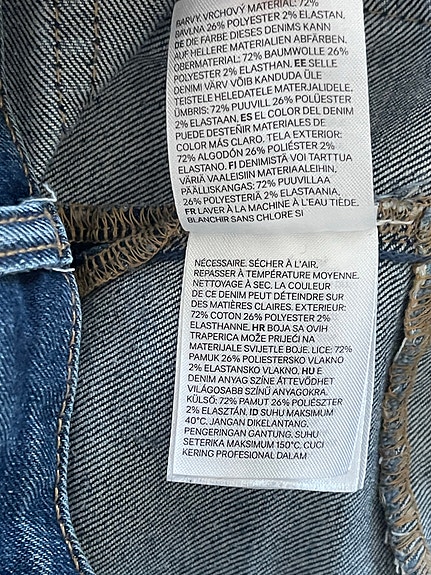 BARVY. VRCHOVÝ MATERIÁL: 72%
BAVLNA 26% POLYESTER 2% ELASTAN.
DE DIE FARBE DIESES DENIMS KANN
AUF HELLERE MATERIALIEN ABFÄRBEN.
OBERMATERIAL: 72% BAUMWOLLE 26%
POLYESTER 2% ELASTHAN. EE SELLE
DENIMI VÄRV VÕIB KANDUDA ÜLE
TEISTELE HELEDATELE MATERJALIDELE.
ÜMBRIS: 72% PUUVILL 26% POLÜESTER
2% ELASTAAN. ES EL COLOR DEL DENIM
PUEDE DESTEÑIR MATERIALES DE
COLOR MÁS CLARO. TELA EXTERIOR:
72% ALGODÓN 26% POLIÉSTER 2%
ELASTANO. FI DENIMISTÄ VOI TARTTUA
VÄRIÄ VAALEISIIN MATERIAALEIHIN.
PÄÄLLISKANGAS: 72% PUUVILLAA
26% POLYESTERIÄ 2% ELASTAANIA.
FR LAVER À LA MACHINE À L'EAU TIÈDE.
BLANCHIR SANS CHLORE SI
NÉCESSAIRE. SÉCHER À L'AIR,
REPASSER À TEMPÉRATURE MOYENNE.
NETTOYAGE À SEC. LA COULEUR
DE CE DENIM PEUT DÉTEINDRE SUR
DES MATIÈRES CLAIRES. EXTERIEUR:
72% COTON 26% POLYESTER 2%
ELASTHANNE. HR BOJA SA OVIH
TRAPERICA MOŽE PRIJEĆI NA
MATERIJALE SVIJETLE BOJE. LICE: 72%
PAMUK 26% POLIESTERSKO VLAKNO
2% ELASTANSKO VLAKNO. HU E
DENIM ANYAG SZÍNE ÁTTEVŐDHET
VILÁGOSABB SZÍNŰ ANYAGOKRA.
KÜLSŐ: 72% PAMUT 26% POLIÉSZTER
2% ELASZTÁN. ID SUHU MAKSIMUM
40°C. JANGAN DIKELANTANG.
PENGERINGAN GANTUNG. SUHU
SETERIKA MAKSIMUM 150°C. CUCI
KERING PROFESIONAL DALAM